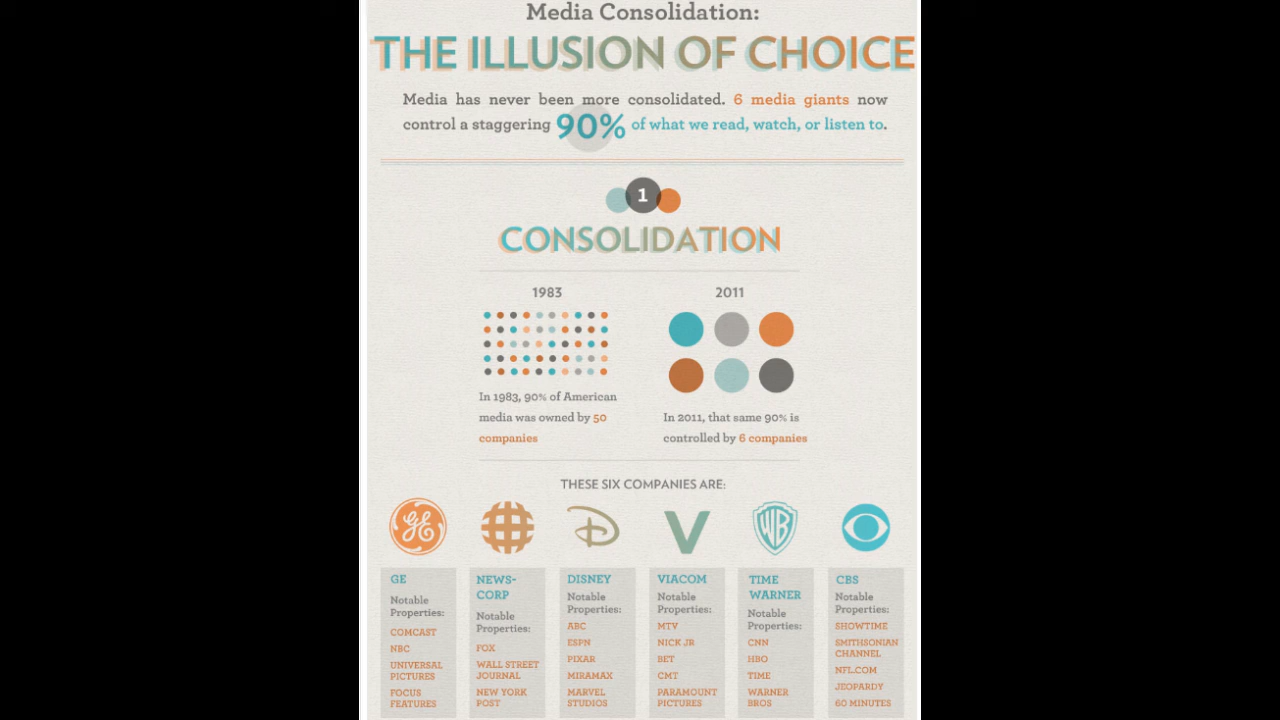 Media Consolidation:
THE ILLUSION OF CHOICE
Media has never been more consolidated. 6 media giants now
control a staggering 90% of what we read, watch, or listen to.
1
CONSOLIDATION
1983
In 1983, 90% of American
media was owned by 50
companies
2011
In 2011, that same 90% is
controlled by 6 companies
THESE SIX COMPANIES ARE:
GE
D
V
WB
GE
Notable
Properties:
COMCAST
NBC
UNIVERSAL
PICTURES
FOCUS
FEATURES
NEWS-
CORP
Notable
Properties:
FOX
WALL STREET
JOURNAL
NEW YORK
POST
DISNEY
Notable
Properties:
ABC
ESPN
PIXAR
MIRAMAX
MARVEL
STUDIOS
VIACOM
Notable
Properties:
MTV
NICK JR
BET
CMT
PARAMOUNT
PICTURES
TIME
WARNER
Notable
Properties:
CNN
HBO
TIME
WARNER
BROS
CBS
Notable
Properties:
SHOWTIME
SMITHSONIAN
CHANNEL
NFL.COM
JEOPARDY
60 MINUTES